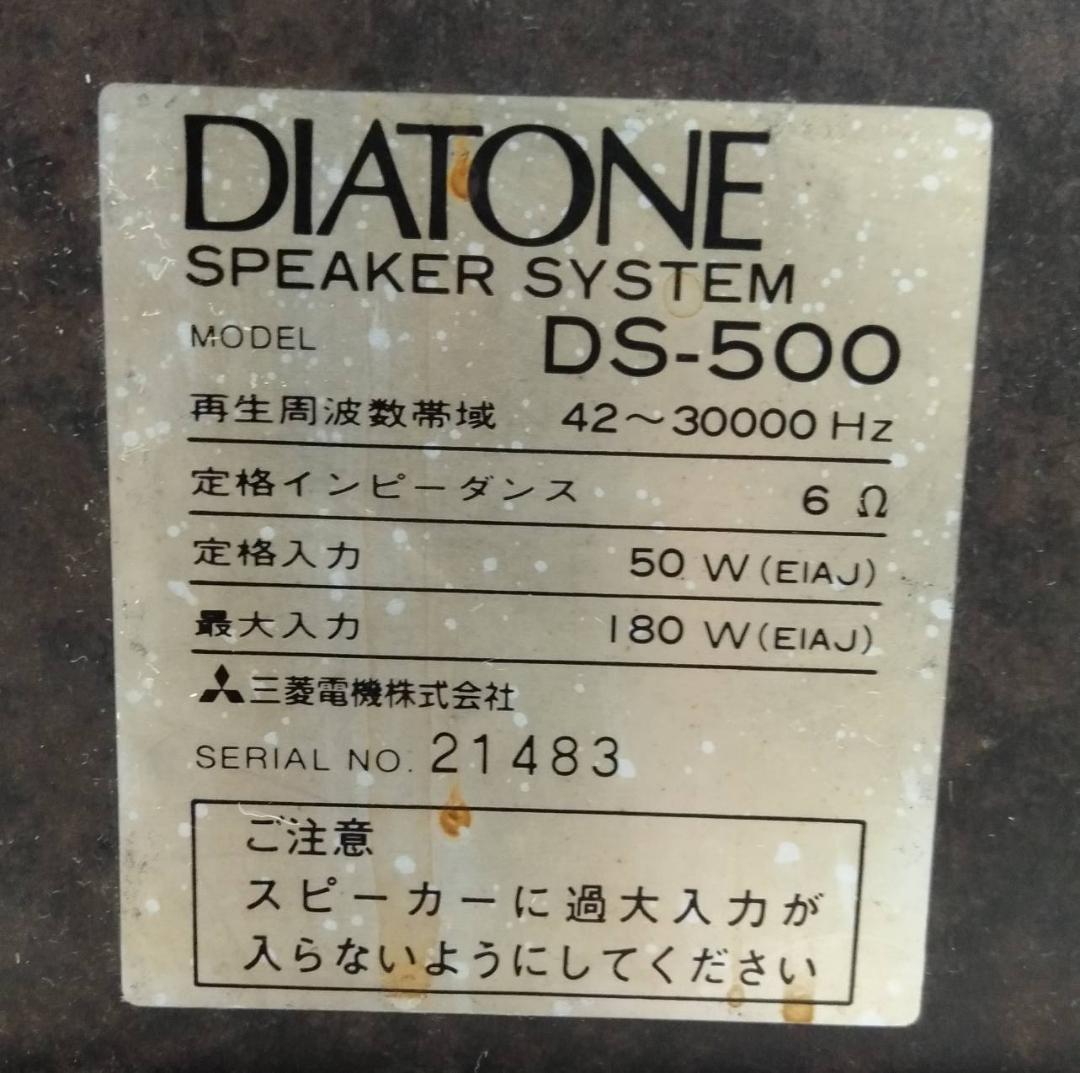 DIATONE
SPEAKER SYSTEM
MODEL DS-500
再生周波数帯域 42～30000 Hz
定格インピーダンス 6 Ω
定格入力 50 W (EIAJ)
最大入力 180 W (EIAJ)
三菱電機株式会社
SERIAL NO. 21483
ご注意
スピーカーに過大入力が
入らないようにしてください